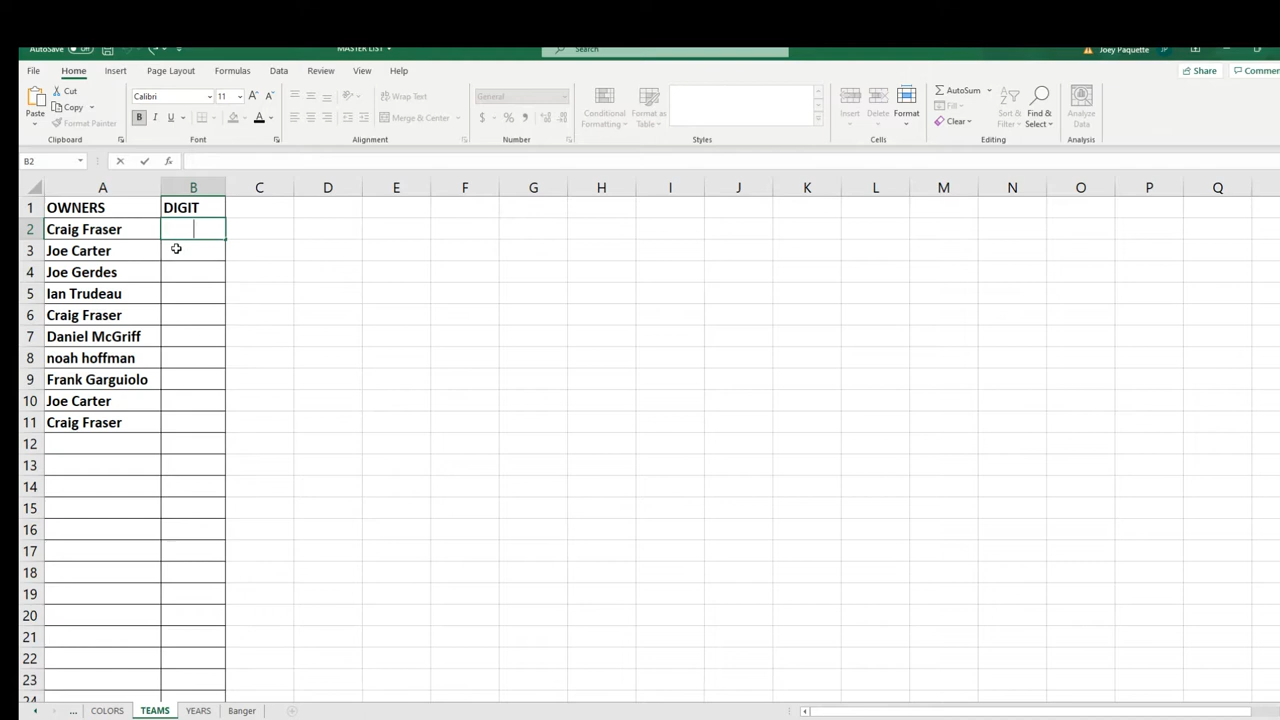 AutoSave Off MASTER LIST Search Joey Paquette JP
File Home Insert Page Layout Formulas Data Review View Help Share Comme
Paste Cut Copy Format Painter Clipboard
Calibri 11 A A B I U A Font
Wrap Text Merge & Center Alignment
General $ % Number
Conditional Formatting Format as Table Styles
Insert Delete Format Cells
AutoSum Fill Clear Sort & Filter Find & Select Editing
Analyze Data Analysis
B2 fx
A B C D E F G H I J K L M N O P Q
1 OWNERS DIGIT
2 Craig Fraser
3 Joe Carter
4 Joe Gerdes
5 Ian Trudeau
6 Craig Fraser
7 Daniel McGriff
8 noah hoffman
9 Frank Garguiolo
10 Joe Carter
11 Craig Fraser
12
13
14
15
16
17
18
19
20
21
22
23
24
... COLORS TEAMS YEARS Banger